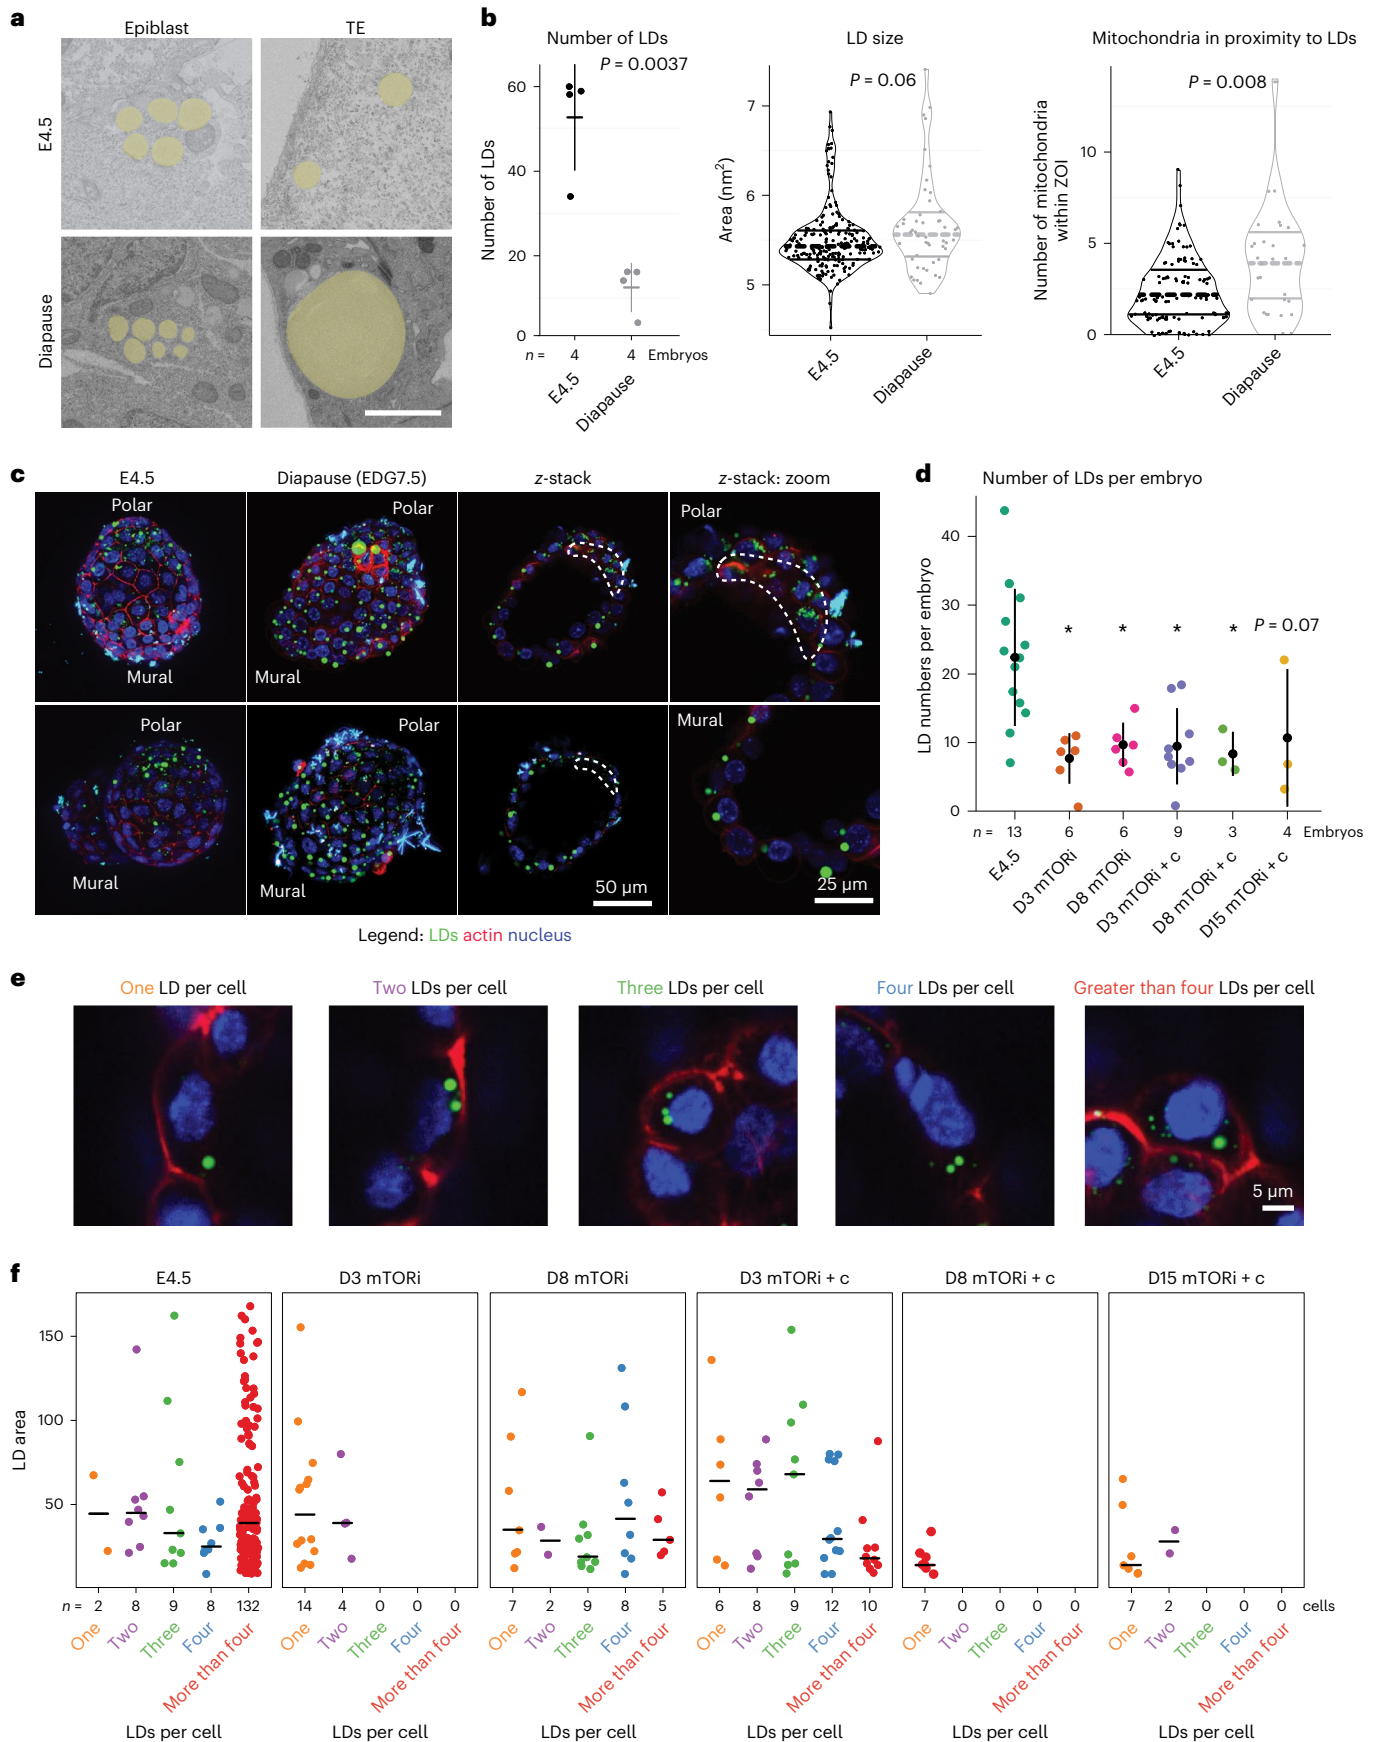 a
Epiblast
TE
E4.5
Diapause
b
Number of LDs
P = 0.0037
Number of LDs
60
40
20
0
n =
4
4
Embryos
E4.5
Diapause
LD size
P = 0.06
Area (nm²)
7
6
5
E4.5
Diapause
Mitochondria in proximity to LDs
P = 0.008
Number of mitochondria
within ZOI
10
5
0
E4.5
Diapause
c
E4.5
Diapause (EDG7.5)
z-stack
z-stack: zoom
Polar
Mural
Polar
Mural
Polar
Polar
Mural
Polar
Mural
50 µm
Mural
25 µm
Legend: LDs actin nucleus
d
Number of LDs per embryo
LD numbers per embryo
40
30
20
10
0
*
*
*
*
P = 0.07
n =
13
6
6
9
3
4
Embryos
E4.5
D3 mTORi
D8 mTORi
D3 mTORi + c
D8 mTORi + c
D15 mTORi + c
e
One LD per cell
Two LDs per cell
Three LDs per cell
Four LDs per cell
Greater than four LDs per cell
5 µm
f
E4.5
D3 mTORi
D8 mTORi
D3 mTORi + c
D8 mTORi + c
D15 mTORi + c
LD area
150
100
50
n = 2 8 9 8 132
14 4 0 0 0
7 2 9 8 5
6 8 9 12 10
7 0 0 0 0
7 2 0 0 0 cells
One Two Three Four More than four
One Two Three Four More than four
One Two Three Four More than four
One Two Three Four More than four
One Two Three Four More than four
One Two Three Four More than four
LDs per cell
LDs per cell
LDs per cell
LDs per cell
LDs per cell
LDs per cell